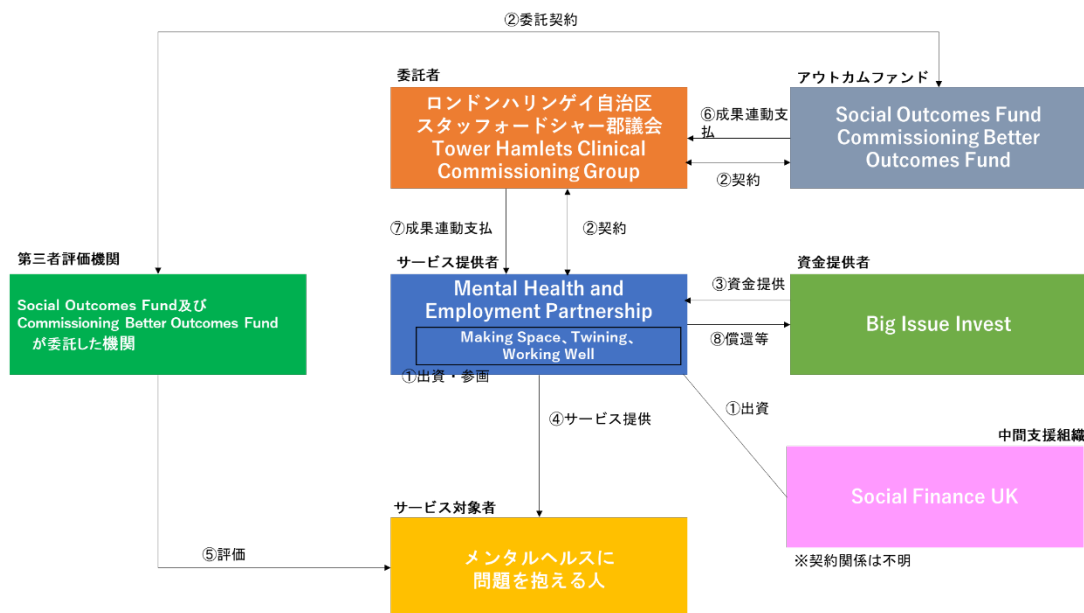 ②委託契約
委託者
ロンドンハリンゲイ自治区
スタッフォードシャー郡議会
Tower Hamlets Clinical
Commissioning Group
⑥成果連動支
払
②契約
アウトカムファンド
Social Outcomes Fund
Commissioning Better
Outcomes Fund
⑦成果連動支払
②契約
第三者評価機関
Social Outcomes Fund及び
Commissioning Better Outcomes Fund
が委託した機関
サービス提供者
Mental Health and
Employment Partnership
Making Space、Twining、
Working Well
①出資・参画
③資金提供
⑧償還等
資金提供者
Big Issue Invest
①出資
④サービス提供
中間支援組織
Social Finance UK
※契約関係は不明
サービス対象者
メンタルヘルスに
問題を抱える人
⑤評価